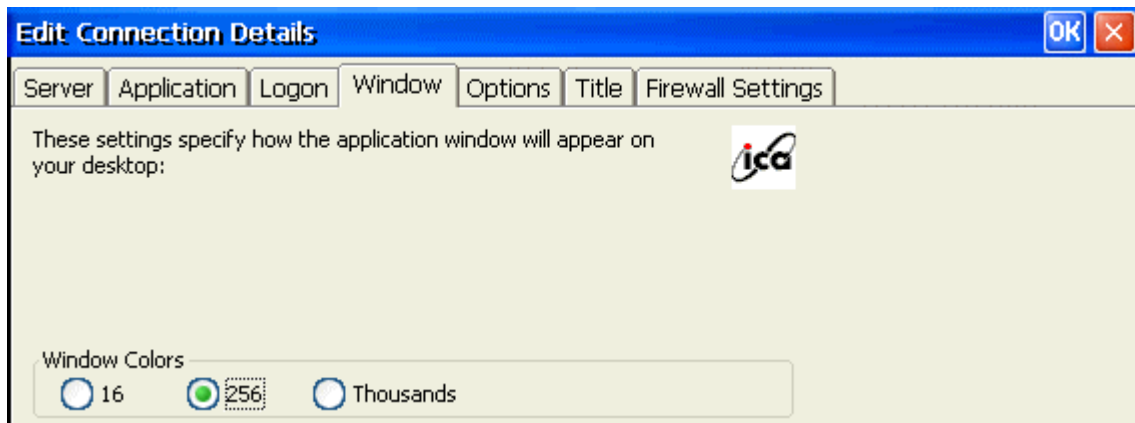 Edit Connection Details OK
Server Application Logon Window Options Title Firewall Settings
These settings specify how the application window will appear on
your desktop:
ica
Window Colors
16 256 Thousands